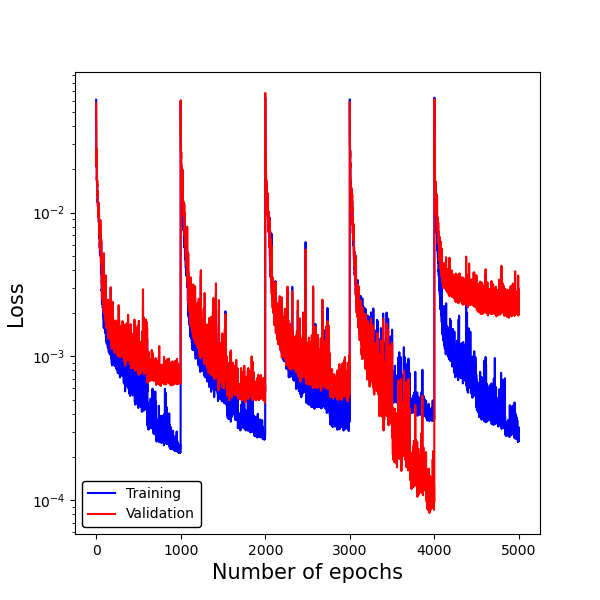 Loss
10⁻²
10⁻³
10⁻⁴
Training
Validation
0 1000 2000 3000 4000 5000
Number of epochs